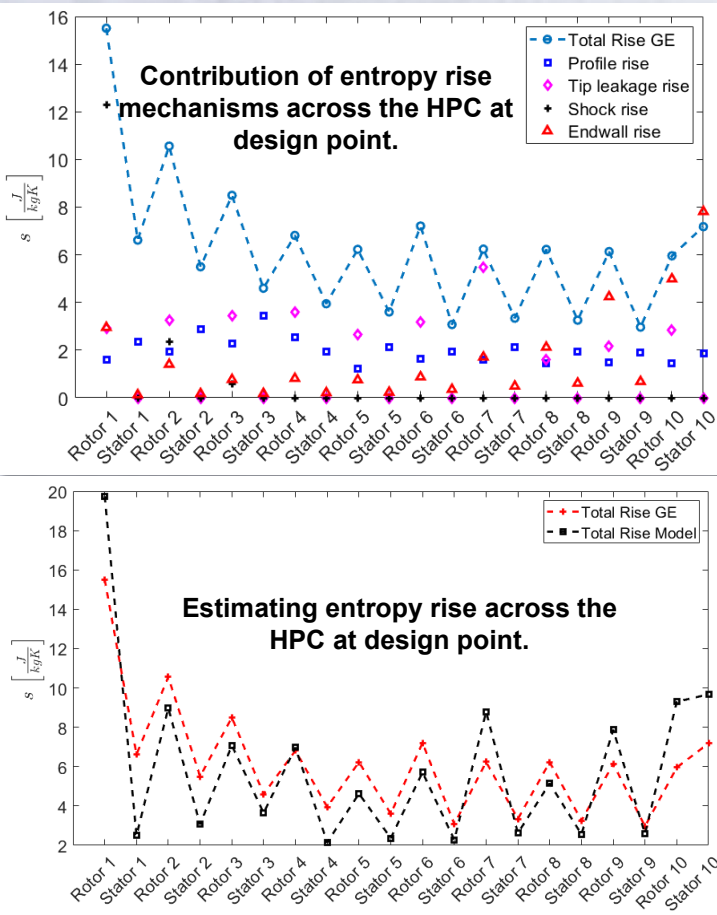 16
14
12
10
8
6
4
2
0
s [J/kgK]
Contribution of entropy rise
mechanisms across the HPC at
design point.
Total Rise GE
Profile rise
Tip leakage rise
Shock rise
Endwall rise
Rotor 1
Stator 1
Rotor 2
Stator 2
Rotor 3
Stator 3
Rotor 4
Stator 4
Rotor 5
Stator 5
Rotor 6
Stator 6
Rotor 7
Stator 7
Rotor 8
Stator 8
Rotor 9
Stator 9
Rotor 10
Stator 10
20
18
16
14
12
10
8
6
4
2
s [J/kgK]
Total Rise GE
Total Rise Model
Estimating entropy rise across the
HPC at design point.
Rotor 1
Stator 1
Rotor 2
Stator 2
Rotor 3
Stator 3
Rotor 4
Stator 4
Rotor 5
Stator 5
Rotor 6
Stator 6
Rotor 7
Stator 7
Rotor 8
Stator 8
Rotor 9
Stator 9
Rotor 10
Stator 10